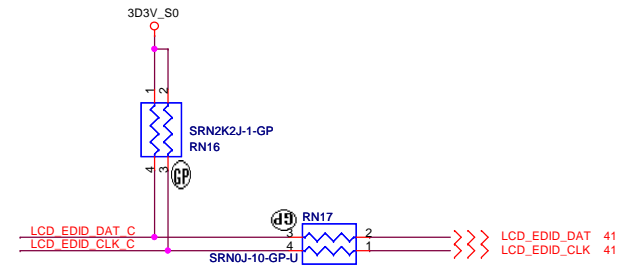 3D3V_S0
1 2
SRN2K2J-1-GP
RN16
4 3
GP
GP
RN17
LCD_EDID_DAT_C
3
2
LCD_EDID_DAT 41
LCD_EDID_CLK_C
4
1
LCD_EDID_CLK 41
SRN0J-10-GP-U